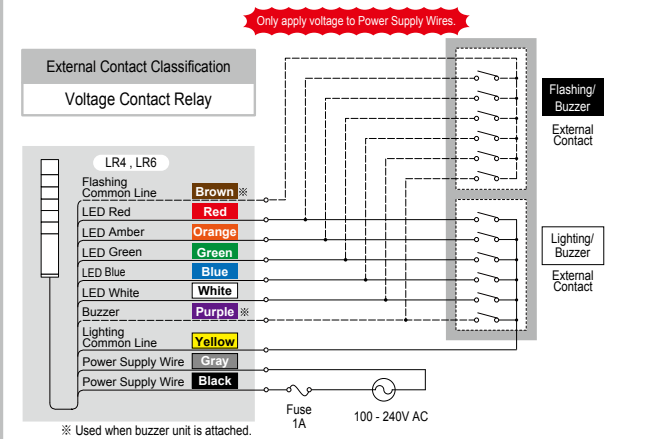 Only apply voltage to Power Supply Wires.
External Contact Classification
Voltage Contact Relay
Flashing/
Buzzer
External
Contact
LR4 , LR6
Flashing
Common Line Brown ※
LED Red Red
LED Amber Orange
LED Green Green
LED Blue Blue
LED White White
Buzzer Purple ※
Lighting
Common Line Yellow
Power Supply Wire Gray
Power Supply Wire Black
Lighting/
Buzzer
External
Contact
Fuse
1A
100 - 240V AC
※ Used when buzzer unit is attached.